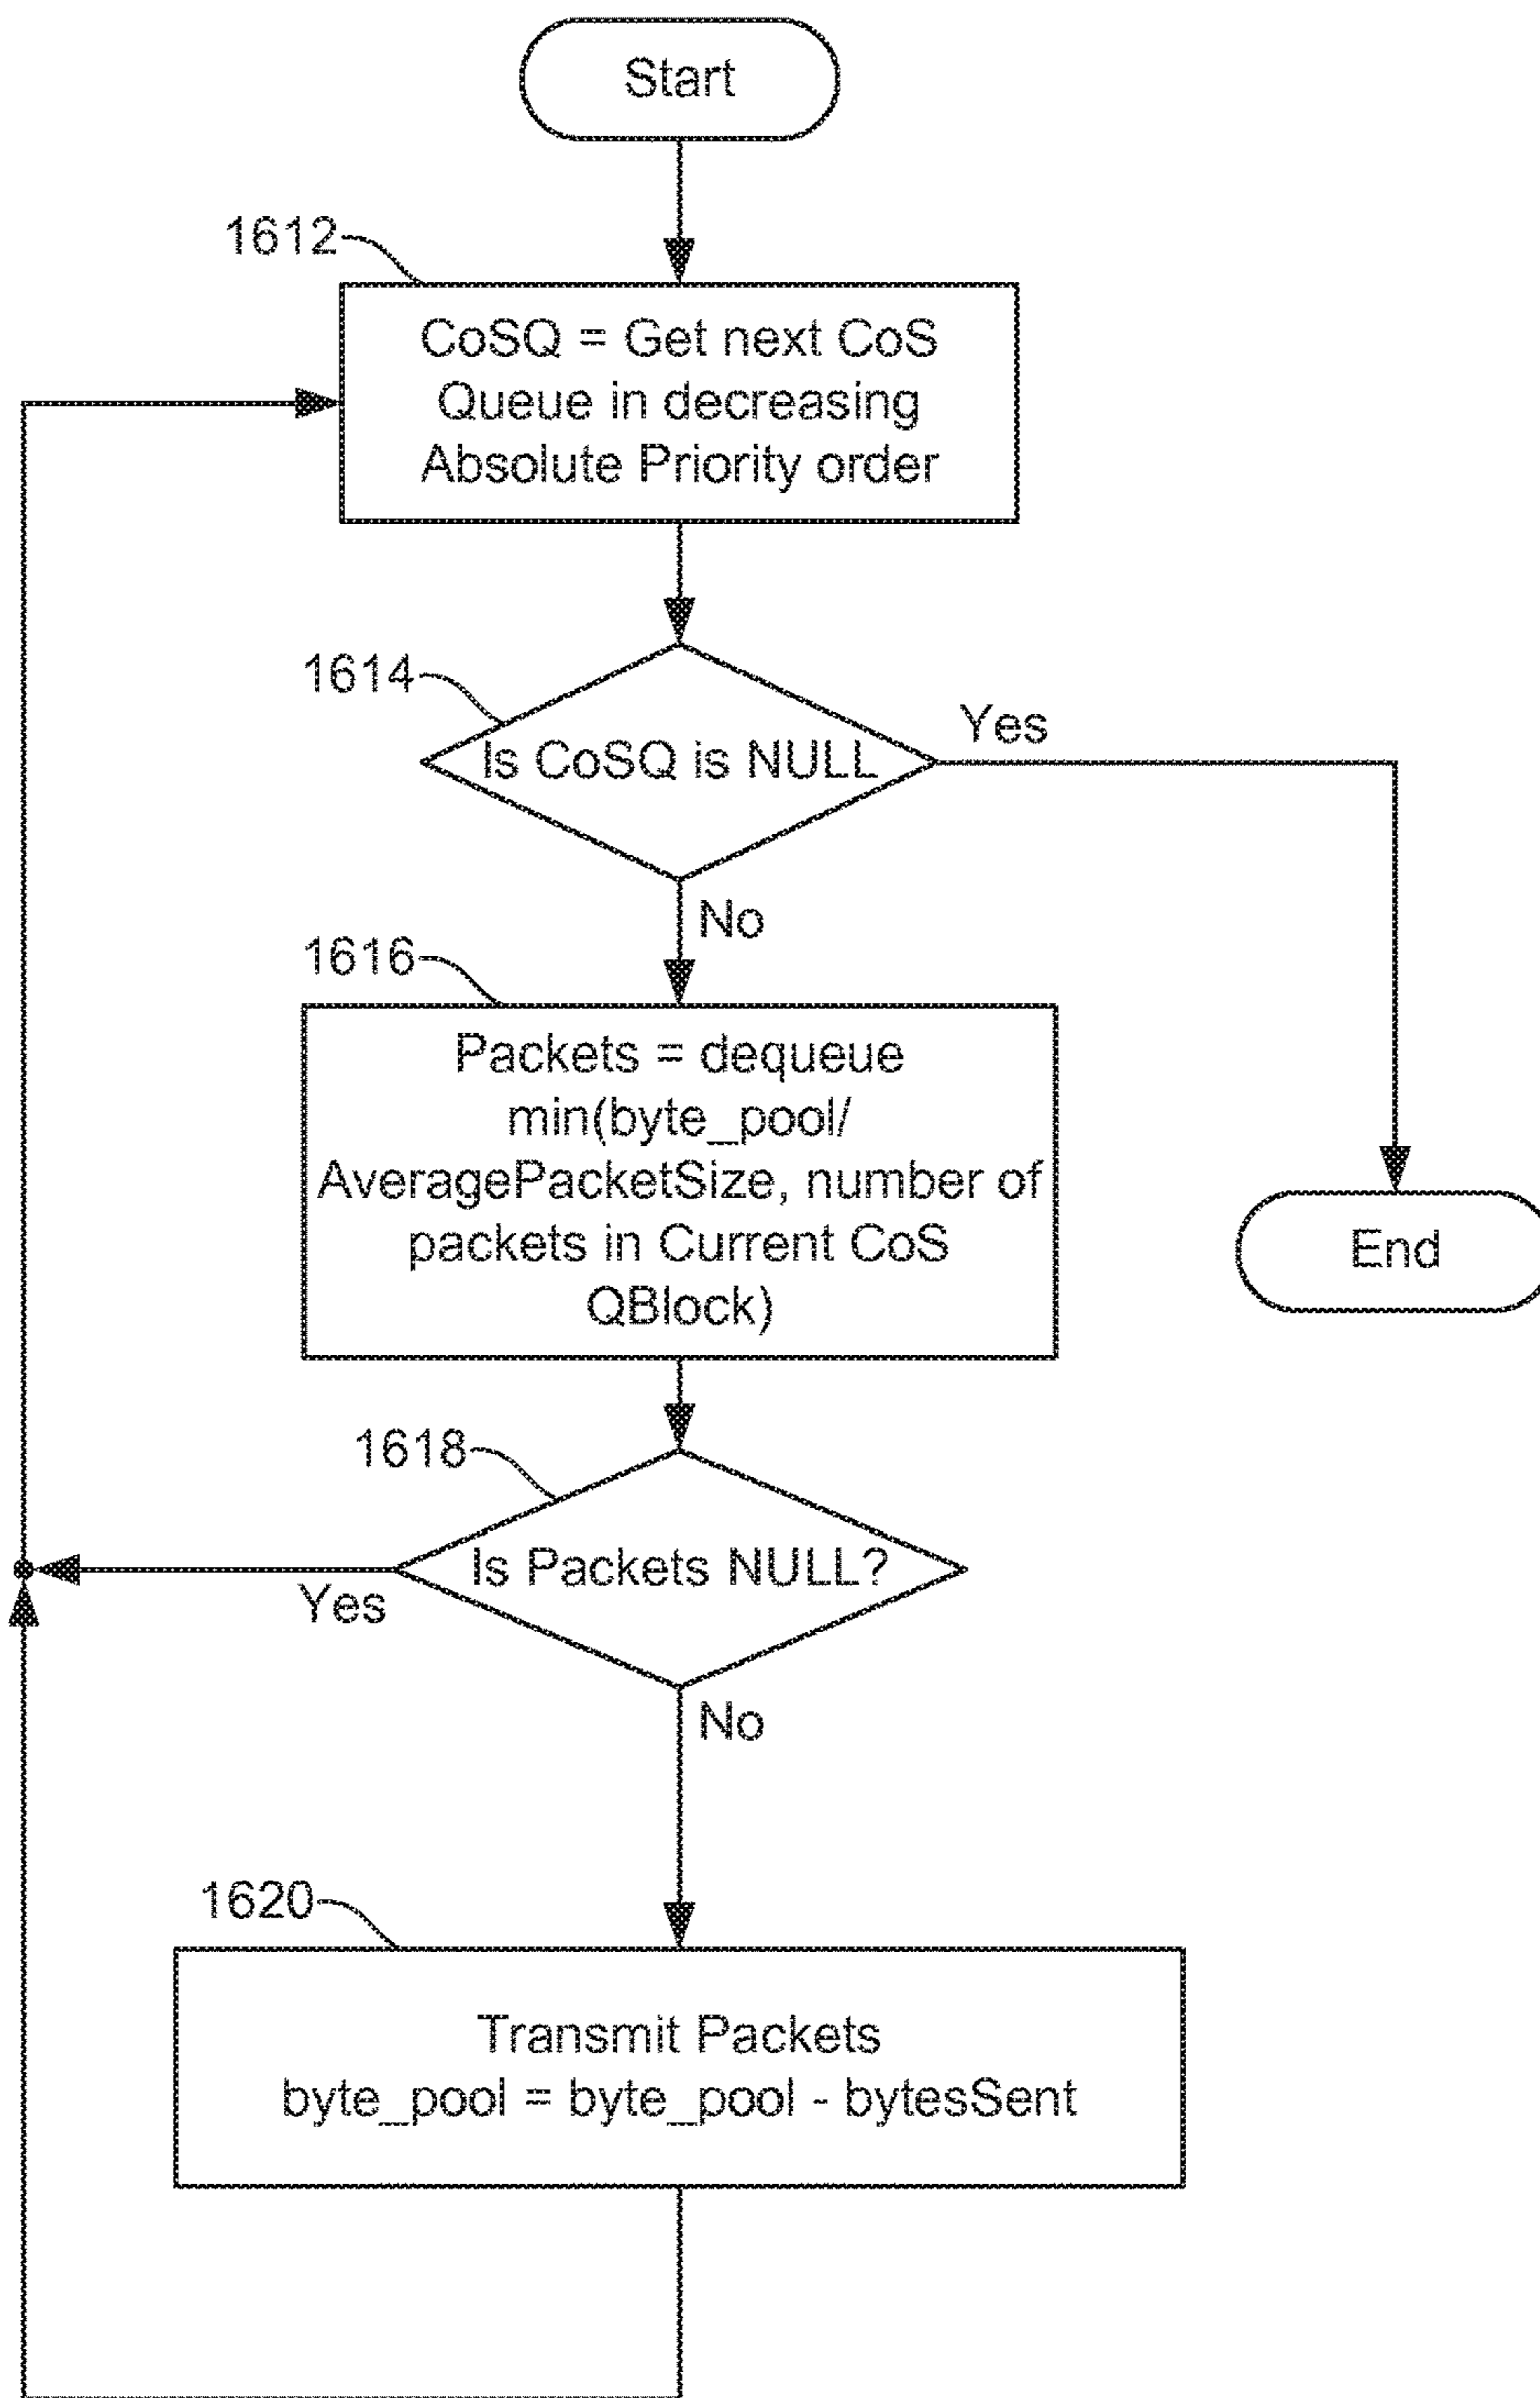 Start
1612
CoSQ = Get next CoS
Queue in decreasing
Absolute Priority order
1614
Is CoSQ is NULL
Yes
No
1616
Packets = dequeue
min(byte_pool/
AveragePacketSize, number of
packets in Current CoS
QBlock)
End
1618
Is Packets NULL?
Yes
No
1620
Transmit Packets
byte_pool = byte_pool - bytesSent